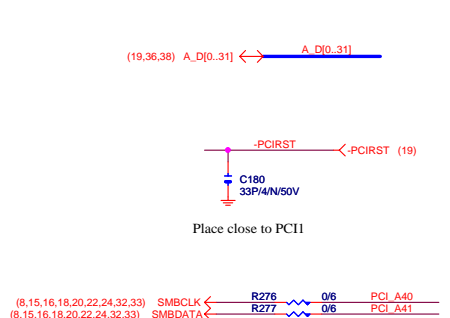 A_D[0..31]
(19,36,38) A_D[0..31]
-PCIRST
-PCIRST (19)
C180
33P/4/N/50V
Place close to PCI1
R276 0/6 PCI_A40
(8,15,16,18,20,22,24,32,33) SMBCLK
R277 0/6 PCI_A41
(8,15,16,18,20,22,24,32,33) SMBDATA